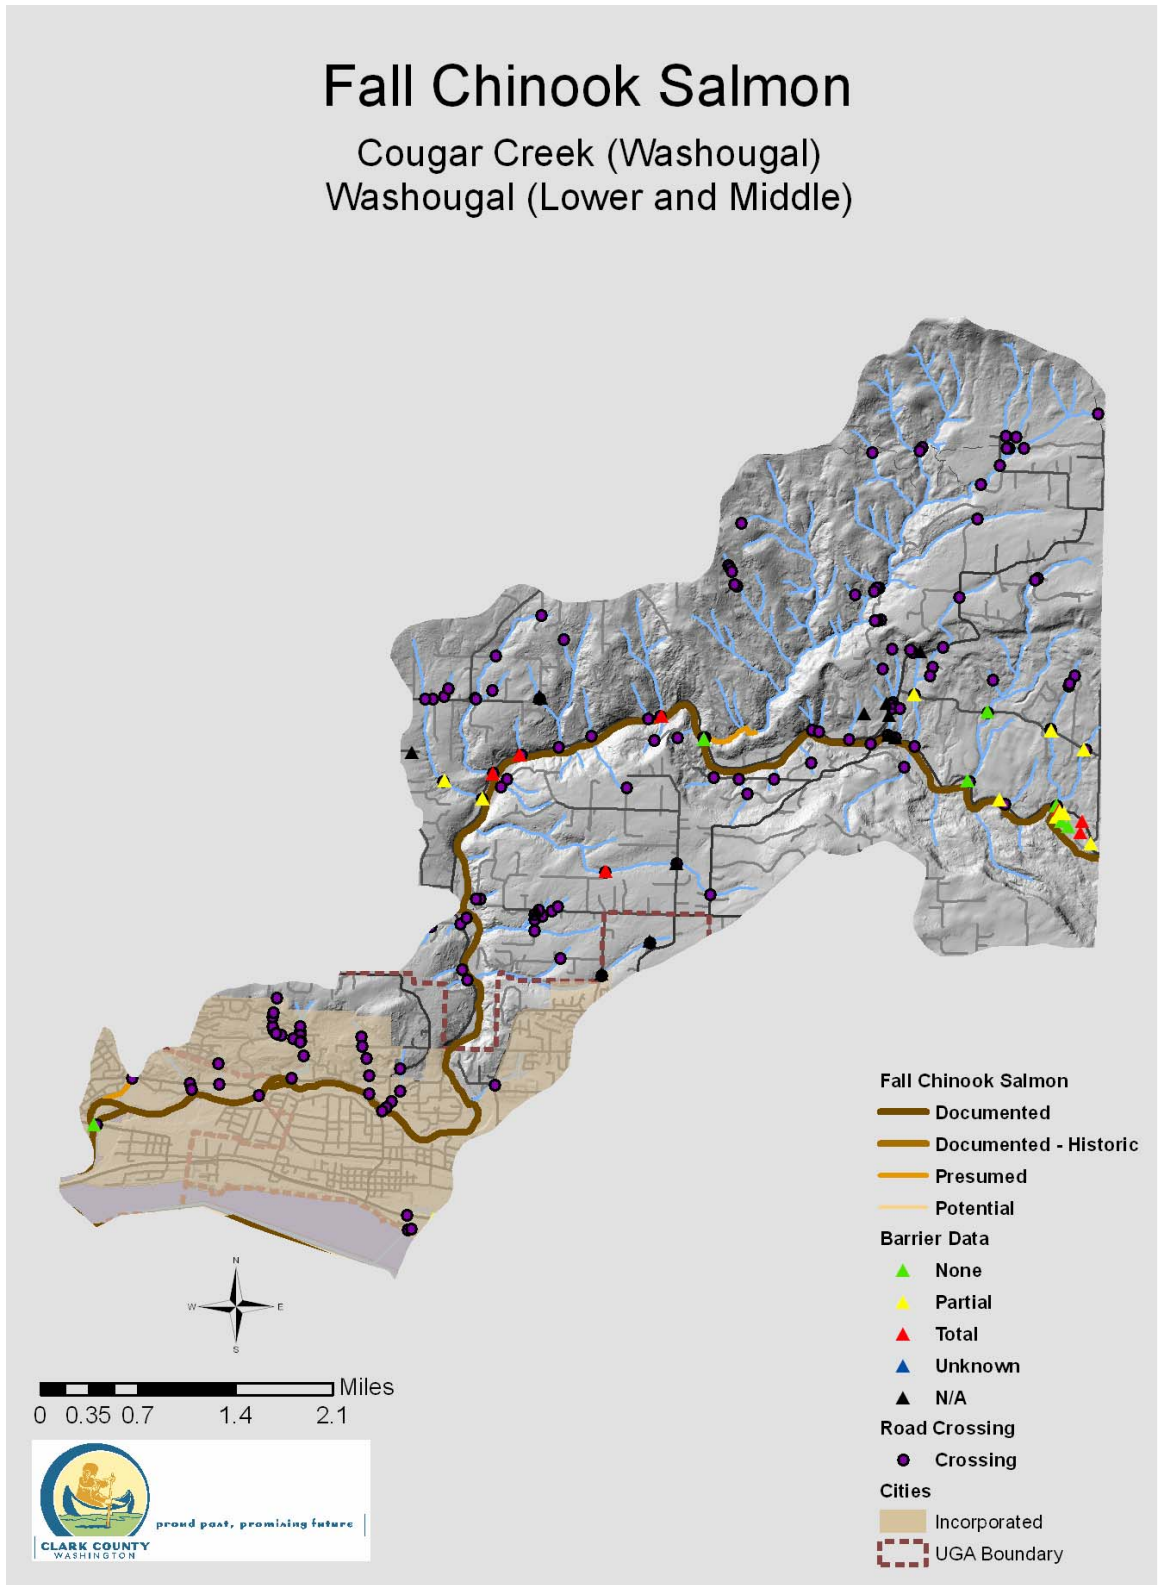 Fall Chinook Salmon
Cougar Creek (Washougal)
Washougal (Lower and Middle)
Fall Chinook Salmon
Documented
Documented - Historic
Presumed
Potential
Barrier Data
None
Partial
Total
Unknown
N/A
Road Crossing
Crossing
Cities
Incorporated
UGA Boundary
N
W E
S
Miles
0 0.35 0.7 1.4 2.1
proud past, promising future
CLARK COUNTY
WASHINGTON